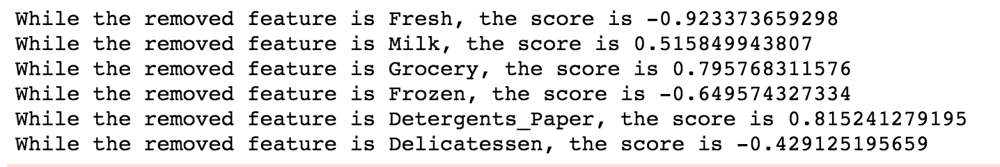 While the removed feature is Fresh, the score is -0.923373659298
While the removed feature is Milk, the score is 0.515849943807
While the removed feature is Grocery, the score is 0.795768311576
While the removed feature is Frozen, the score is -0.649574327334
While the removed feature is Detergents_Paper, the score is 0.815241279195
While the removed feature is Delicatessen, the score is -0.429125195659